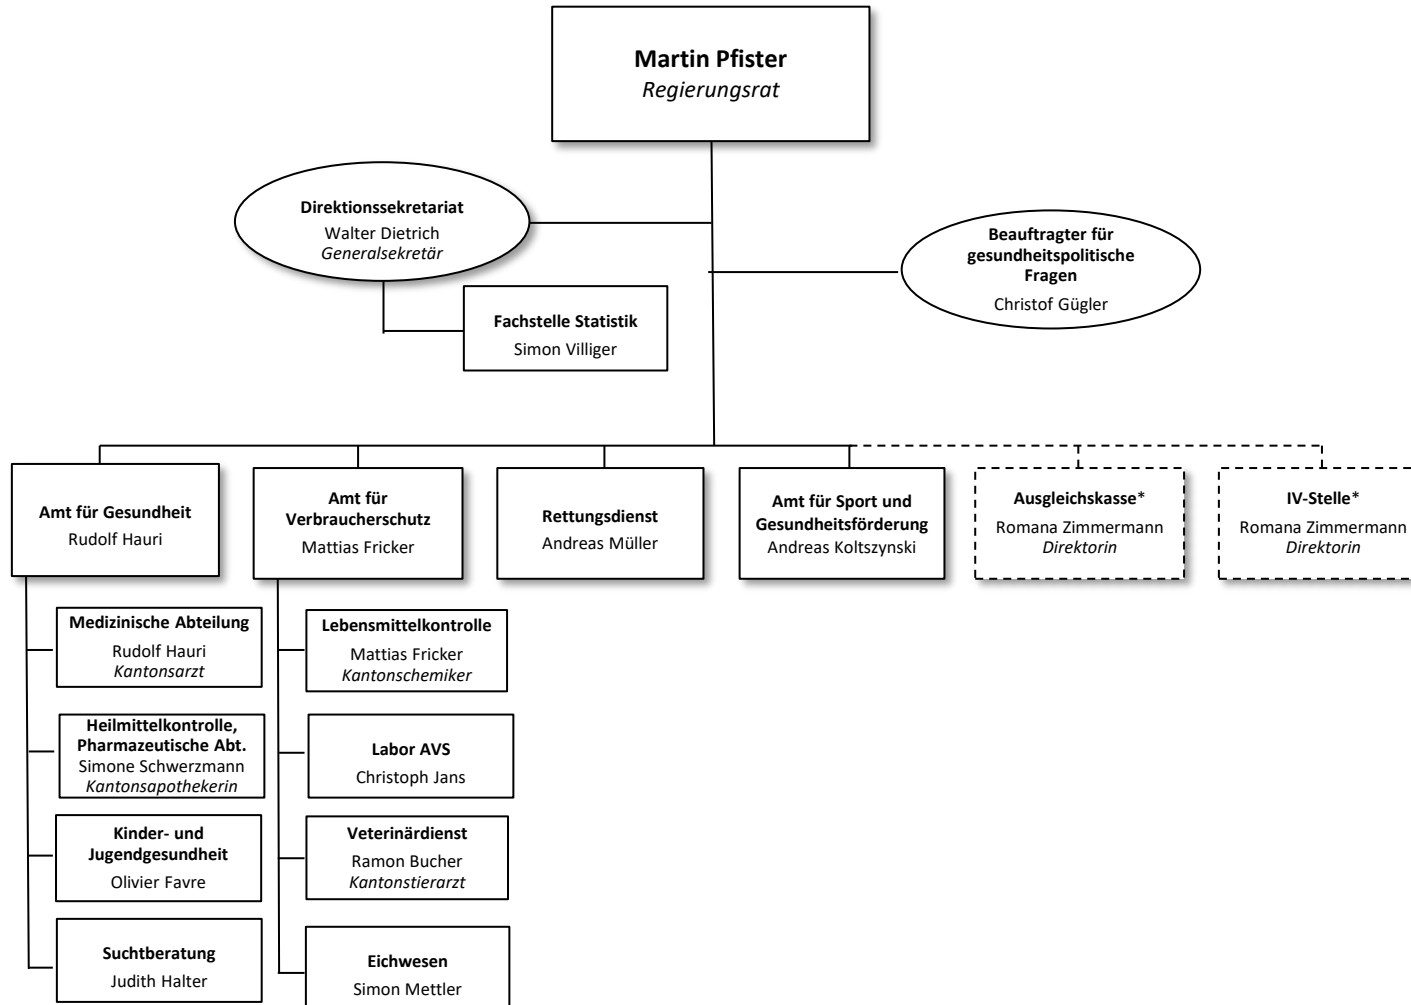 Martin Pfister
Regierungsrat
Direktionssekretariat
Walter Dietrich
Generalsekretär
Beauftragter für
gesundheitspolitische
Fragen
Christof Gügler
Fachstelle Statistik
Simon Villiger
Amt für Gesundheit
Rudolf Hauri
Amt für
Verbraucherschutz
Mattias Fricker
Rettungsdienst
Andreas Müller
Amt für Sport und
Gesundheitsförderung
Andreas Koltszynski
Ausgleichskasse*
Romana Zimmermann
Direktorin
IV-Stelle*
Romana Zimmermann
Direktorin
Medizinische Abteilung
Rudolf Hauri
Kantonsarzt
Heilmittelkontrolle,
Pharmazeutische Abt.
Simone Schwerzmann
Kantonsapothekerin
Kinder- und
Jugendgesundheit
Olivier Favre
Suchtberatung
Judith Halter
Lebensmittelkontrolle
Mattias Fricker
Kantonschemiker
Labor AVS
Christoph Jans
Veterinärdienst
Ramon Bucher
Kantonstierarzt
Eichwesen
Simon Mettler